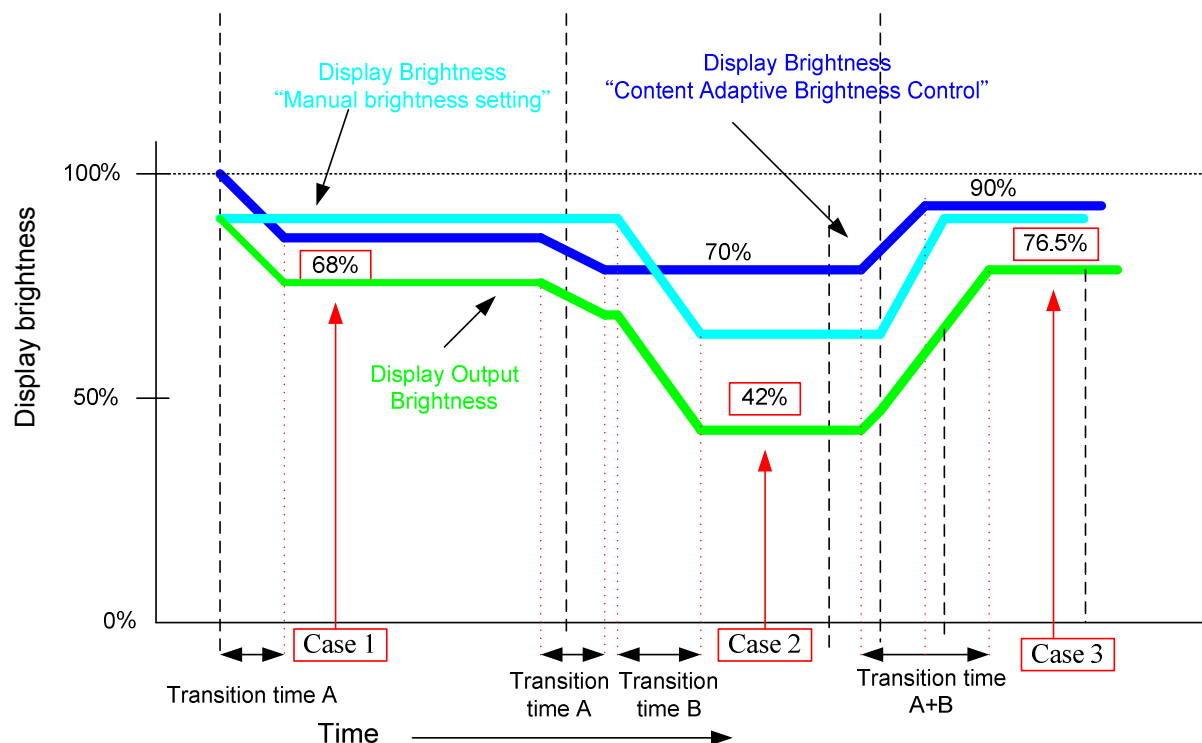 Display Brightness
“Manual brightness setting”
Display Brightness
“Content Adaptive Brightness Control”
100%
90%
76.5%
70%
68%
Display Output
Brightness
50%
42%
Display brightness
0%
Case 1
Case 2
Case 3
Transition time A
Transition
time A
Transition
time B
Transition time
A+B
Time